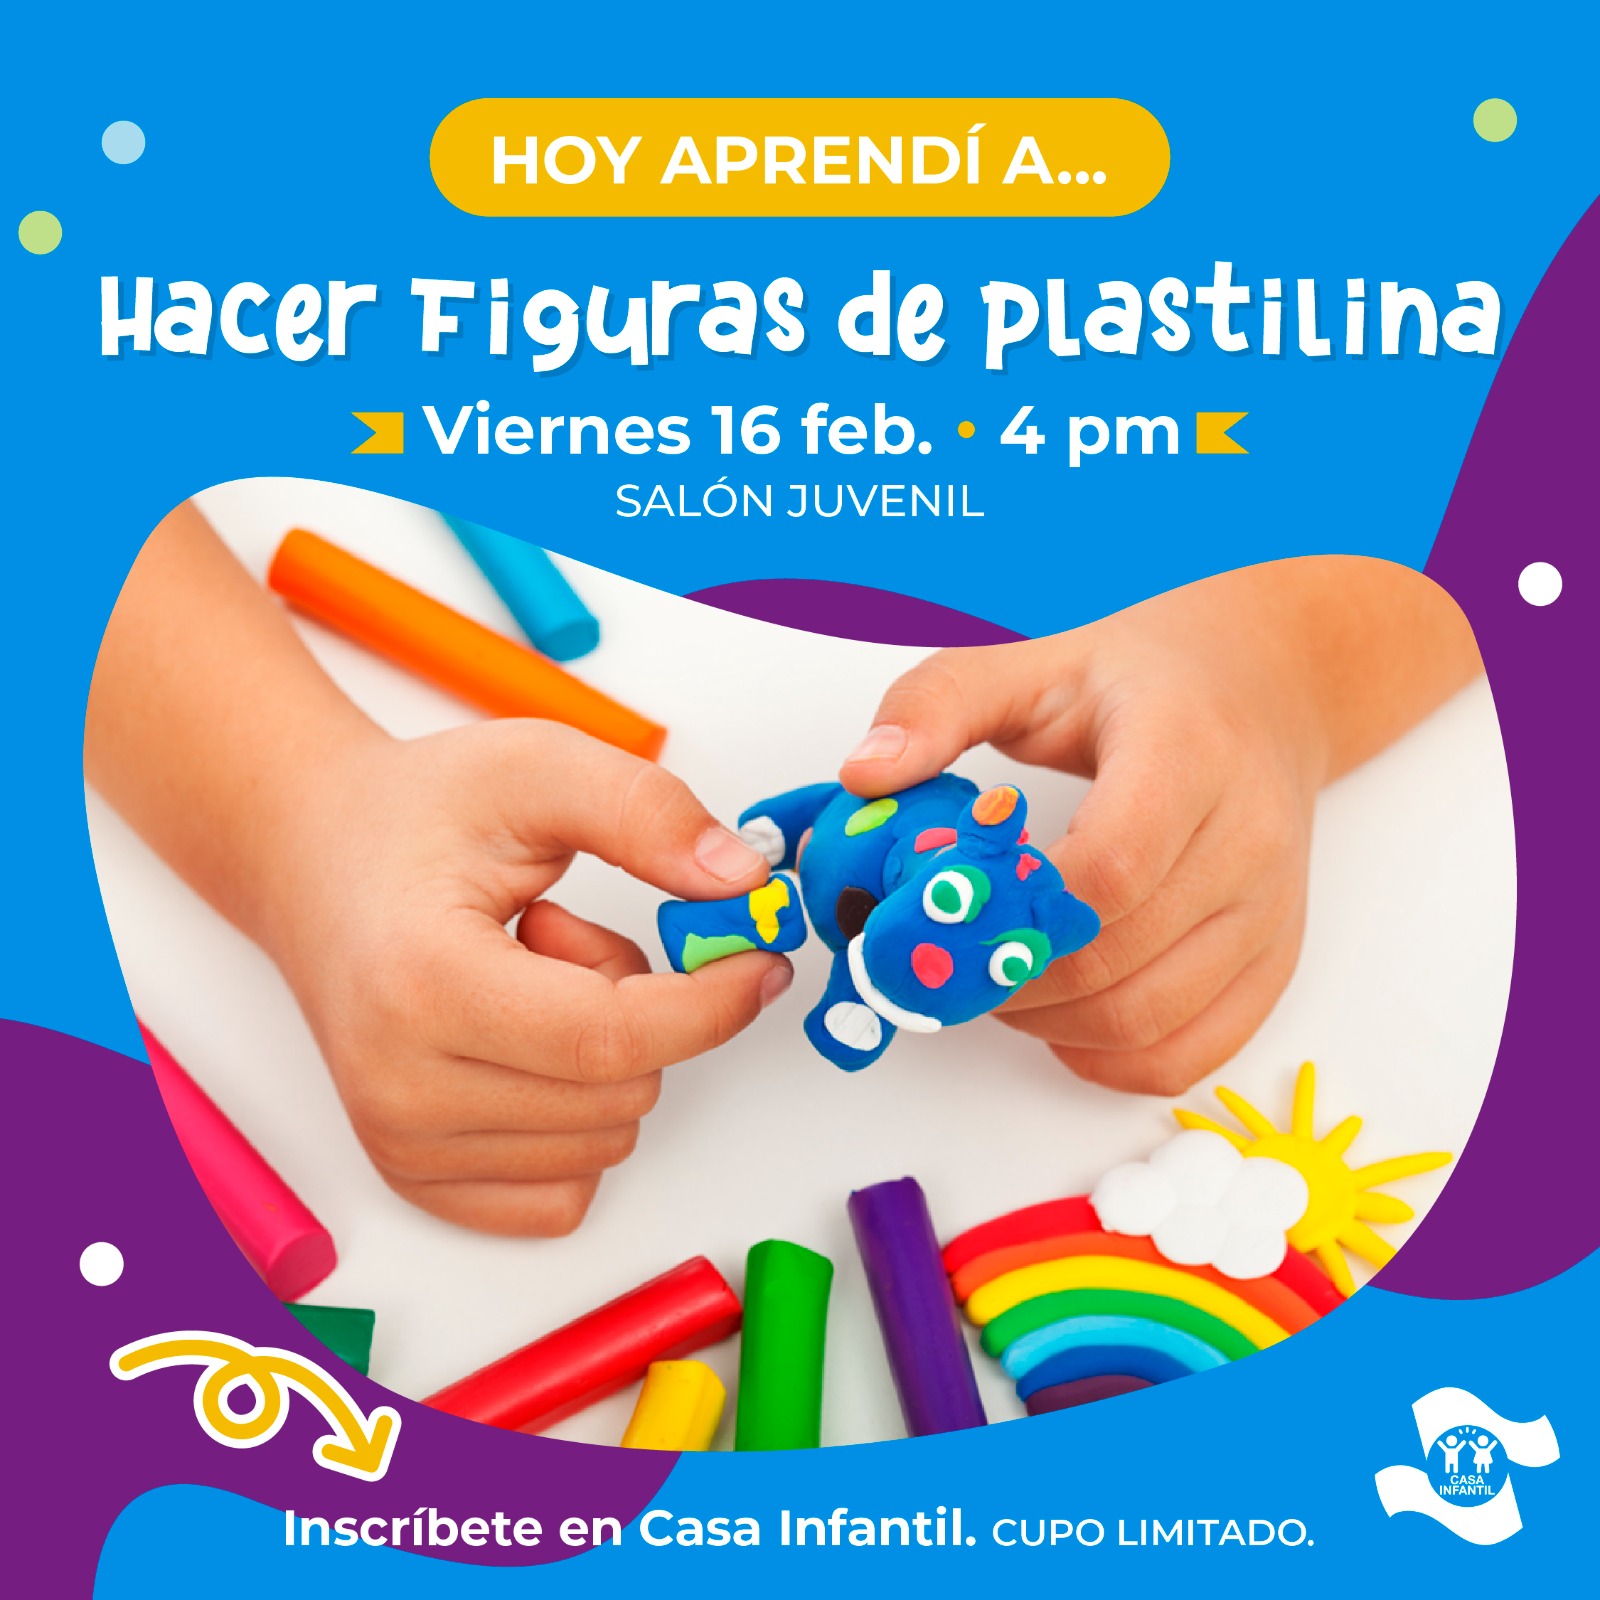 HOY APRENDÍ A...
Hacer Figuras de Plastilina
Viernes 16 feb. • 4 pm
SALÓN JUVENIL
Inscríbete en Casa Infantil. CUPO LIMITADO.
CASA
INFANTIL